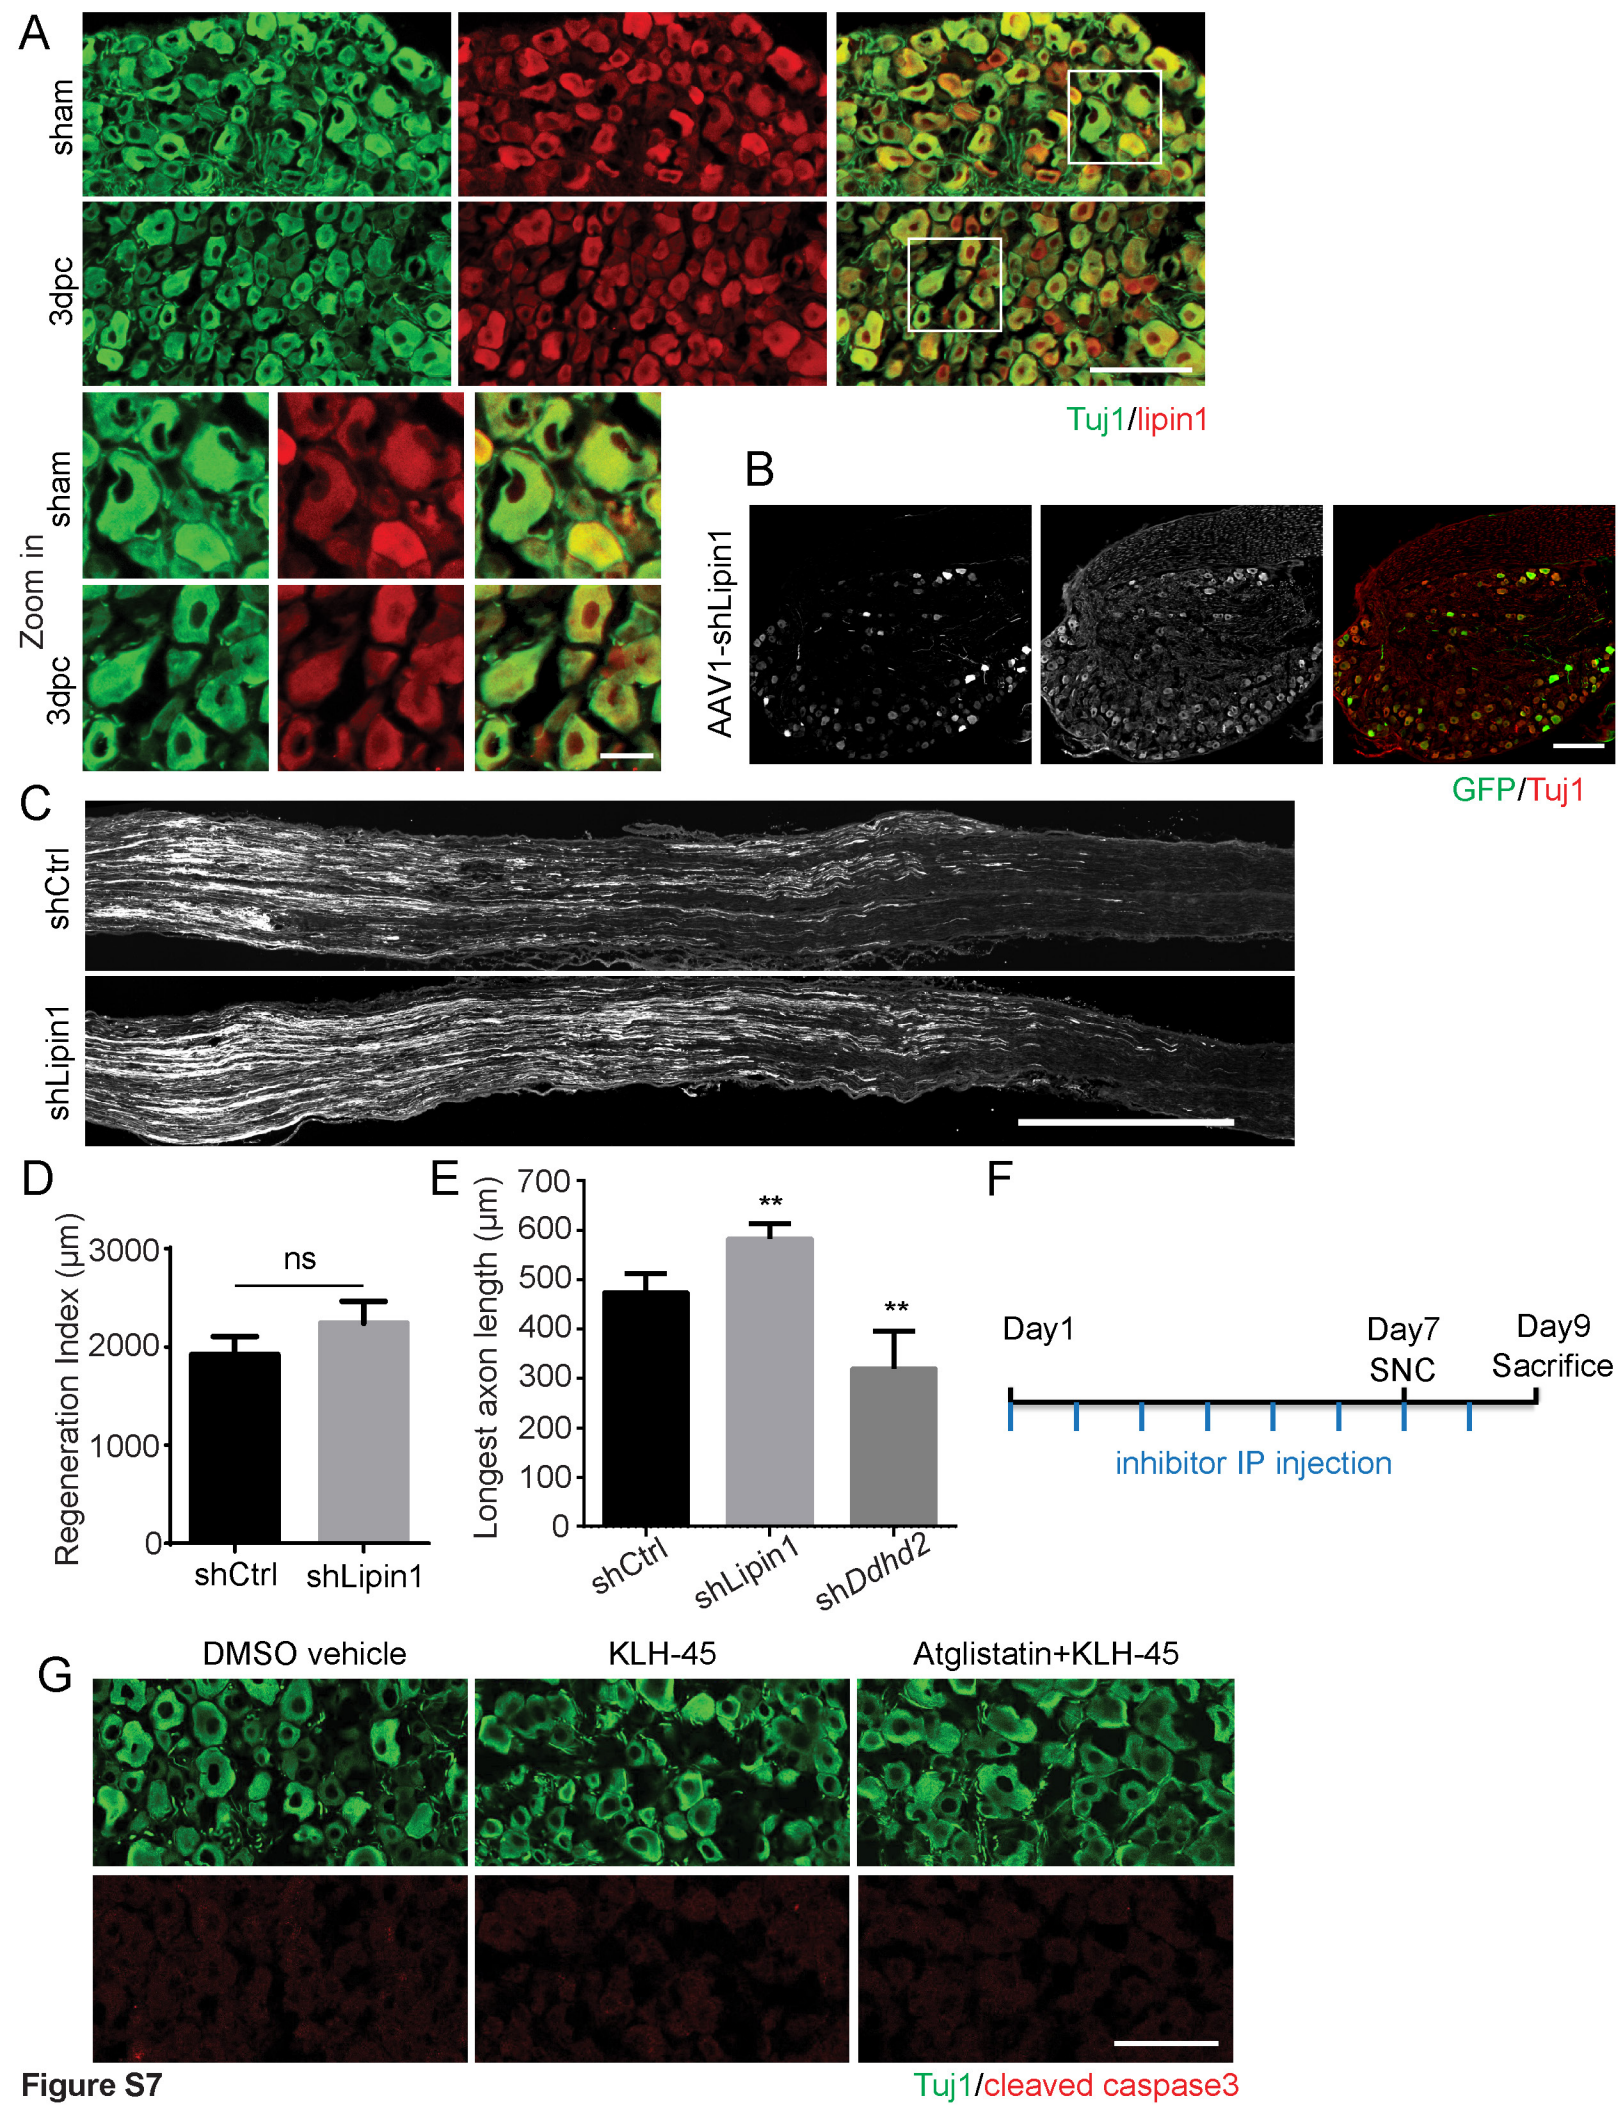 A
sham
3dpc
Tuj1/lipin1
Zoom in
sham
3dpc
B
AAV1-shLipin1
GFP/Tuj1
C
shCtrl
shLipin1
D
Regeneration Index (µm)
3000
2000
1000
0
ns
shCtrl
shLipin1
E
Longest axon length (µm)
700
600
500
400
300
200
100
0
**
**
shCtrl
shLipin1
shDdhd2
F
Day1
Day7
SNC
Day9
Sacrifice
inhibitor IP injection
G
DMSO vehicle
KLH-45
Atglistatin+KLH-45
Figure S7
Tuj1/cleaved caspase3